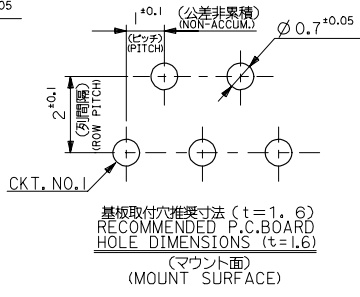 05
1±0.1
(公差非累積)
(NON-ACCUM.)
(ピッチ)
(PITCH)
∅0.7+0.05
2±0.1
(列間隔)
(ROW PITCH)
CKT. NO.1
基板取付穴推奨寸法 (t=1.6)
RECOMMENDED P.C.BOARD
HOLE DIMENSIONS (t=1.6)
(マウント面)
(MOUNT SURFACE)